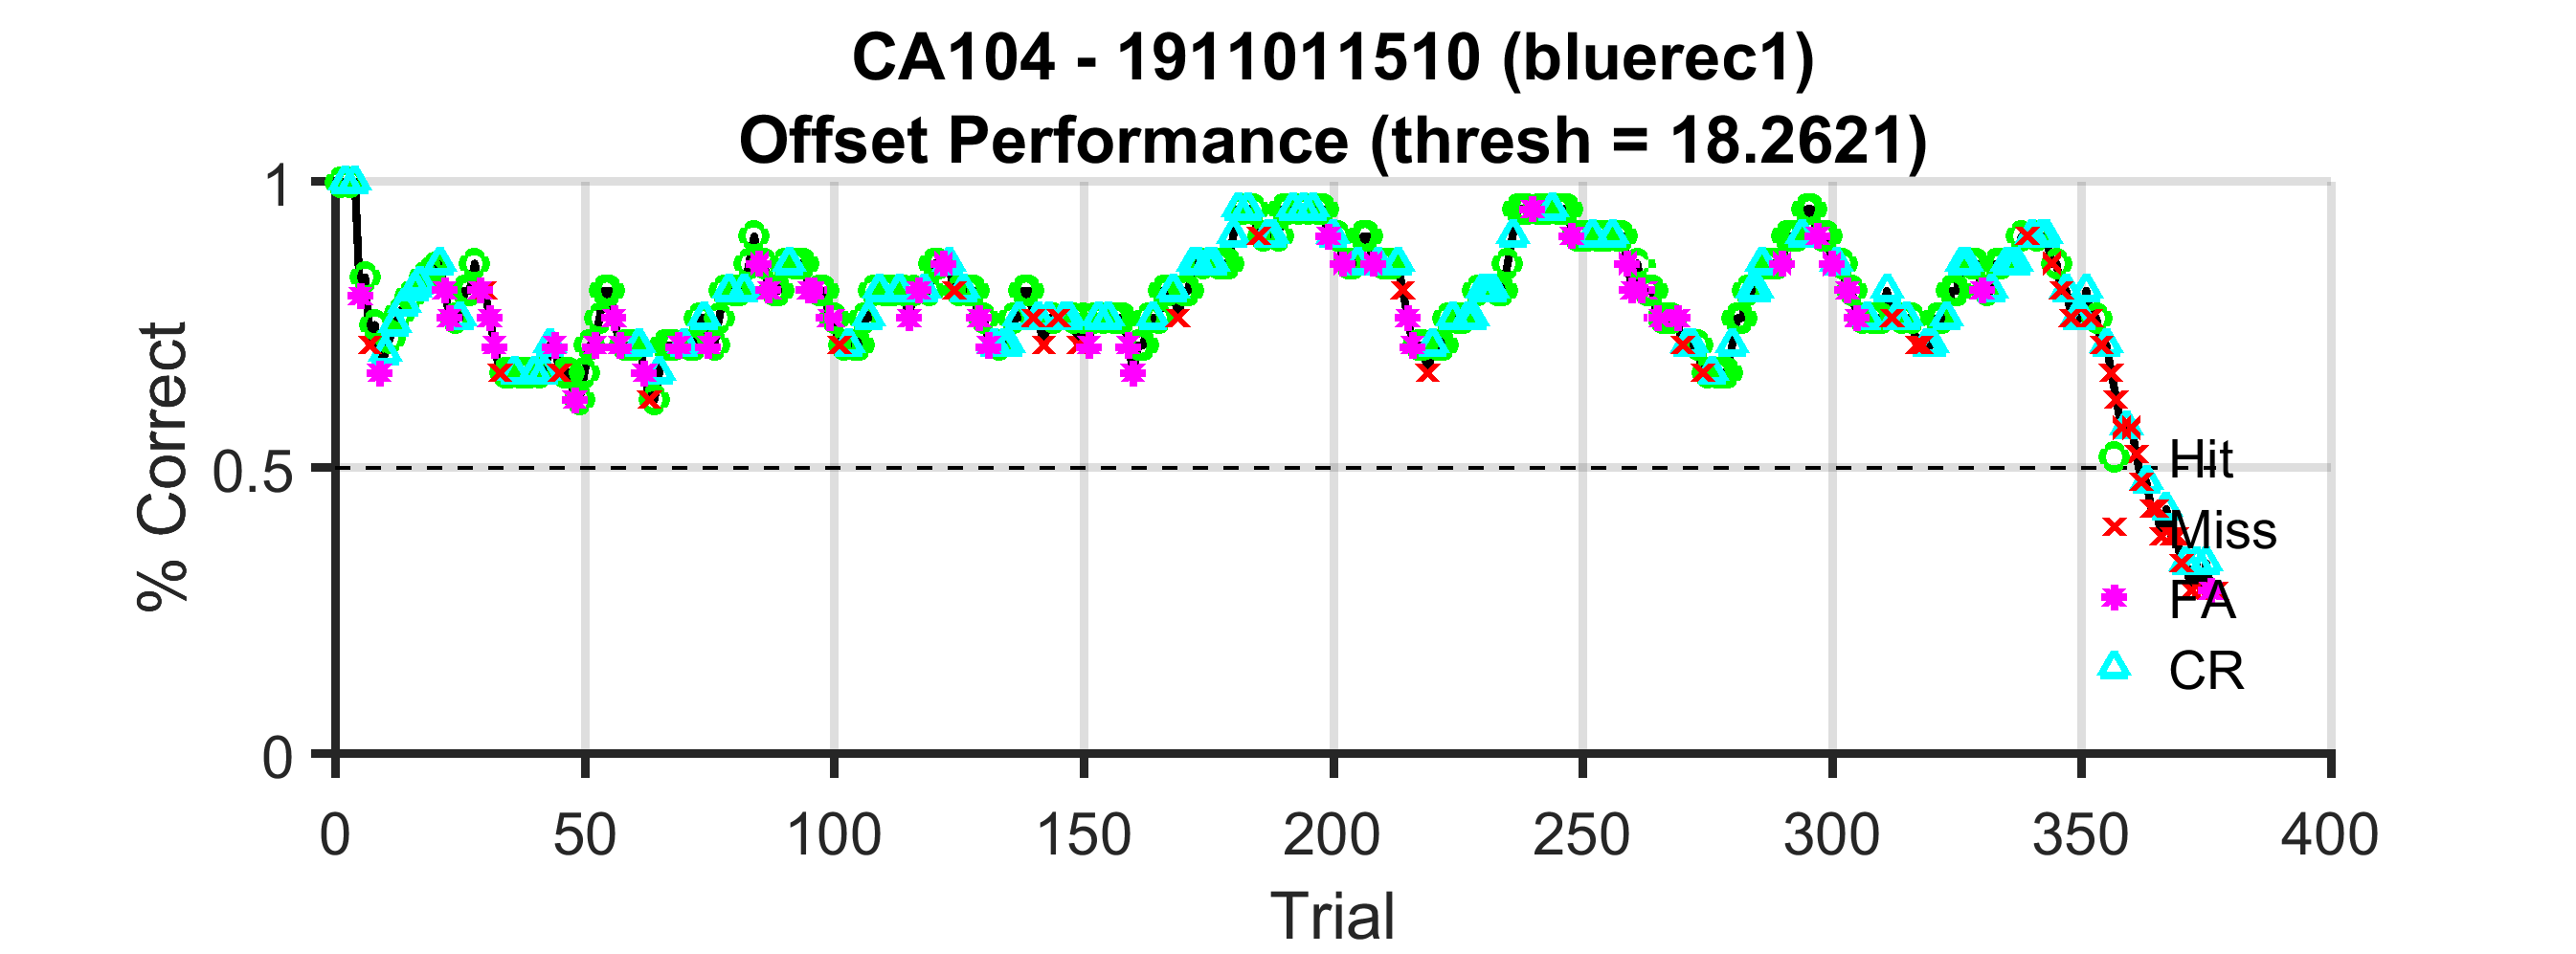 CA104 - 1911011510 (bluerec1)
Offset Performance (thresh = 18.2621)
% Correct
1
0.5
0
Hit
Miss
FA
CR
0 50 100 150 200 250 300 350 400
Trial